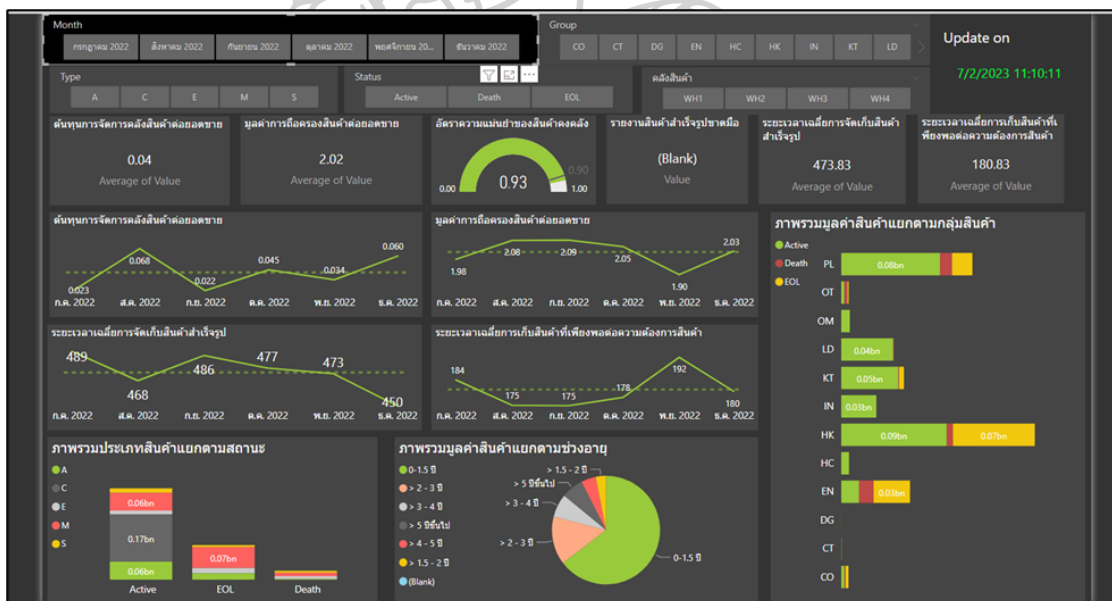 Month
กรกฎาคม 2022 สิงหาคม 2022 กันยายน 2022 ตุลาคม 2022 พฤศจิกายน 20... ธันวาคม 2022
Group
CO CT DG EN HC HK IN KT LD
Update on
7/2/2023 11:10:11
Type
A C E M S
Status
Active Death EOL
คลังสินค้า
WH1 WH2 WH3 WH4
ต้นทุนการจัดการคลังสินค้าต่อยอดขาย
0.04
Average of Value
มูลค่าการถือครองสินค้าต่อยอดขาย
2.02
Average of Value
อัตราความแม่นยำของสินค้าคงคลัง
0.00 0.93 0.90 1.00
รายงานสินค้าสำเร็จรูปขาดมือ
(Blank)
Value
ระยะเวลาเฉลี่ยการจัดเก็บสินค้า
สำเร็จรูป
473.83
Average of Value
ระยะเวลาเฉลี่ยการเก็บสินค้าที่เ
พียงพอต่อความต้องการสินค้า
180.83
Average of Value
ต้นทุนการจัดการคลังสินค้าต่อยอดขาย
0.023 0.068 0.022 0.045 0.034 0.060
ก.ค. 2022 ส.ค. 2022 ก.ย. 2022 ต.ค. 2022 พ.ย. 2022 ธ.ค. 2022
มูลค่าการถือครองสินค้าต่อยอดขาย
1.98 2.08 2.09 2.05 1.90 2.03
ก.ค. 2022 ส.ค. 2022 ก.ย. 2022 ต.ค. 2022 พ.ย. 2022 ธ.ค. 2022
ระยะเวลาเฉลี่ยการจัดเก็บสินค้าสำเร็จรูป
489 468 486 477 473 450
ก.ค. 2022 ส.ค. 2022 ก.ย. 2022 ต.ค. 2022 พ.ย. 2022 ธ.ค. 2022
ระยะเวลาเฉลี่ยการเก็บสินค้าที่เพียงพอต่อความต้องการสินค้า
184 175 175 178 192 180
ก.ค. 2022 ส.ค. 2022 ก.ย. 2022 ต.ค. 2022 พ.ย. 2022 ธ.ค. 2022
ภาพรวมมูลค่าสินค้าแยกตามกลุ่มสินค้า
Active
Death
EOL
PL 0.08bn
OT
OM
LD 0.04bn
KT 0.05bn
IN 0.03bn
HK 0.09bn 0.07bn
HC
EN 0.03bn
DG
CT
CO
ภาพรวมประเภทสินค้าแยกตามสถานะ
A
C
E
M
S
0.06bn
0.17bn
0.06bn
0.07bn
Active EOL Death
ภาพรวมมูลค่าสินค้าแยกตามช่วงอายุ
0-1.5 ปี
> 2 - 3 ปี
> 3 - 4 ปี
> 5 ปีขึ้นไป
> 4 - 5 ปี
> 1.5 - 2 ปี
(Blank)
> 1.5 - 2 ปี
> 5 ปีขึ้นไป
> 3 - 4 ปี
> 2 - 3 ปี
0-1.5 ปี